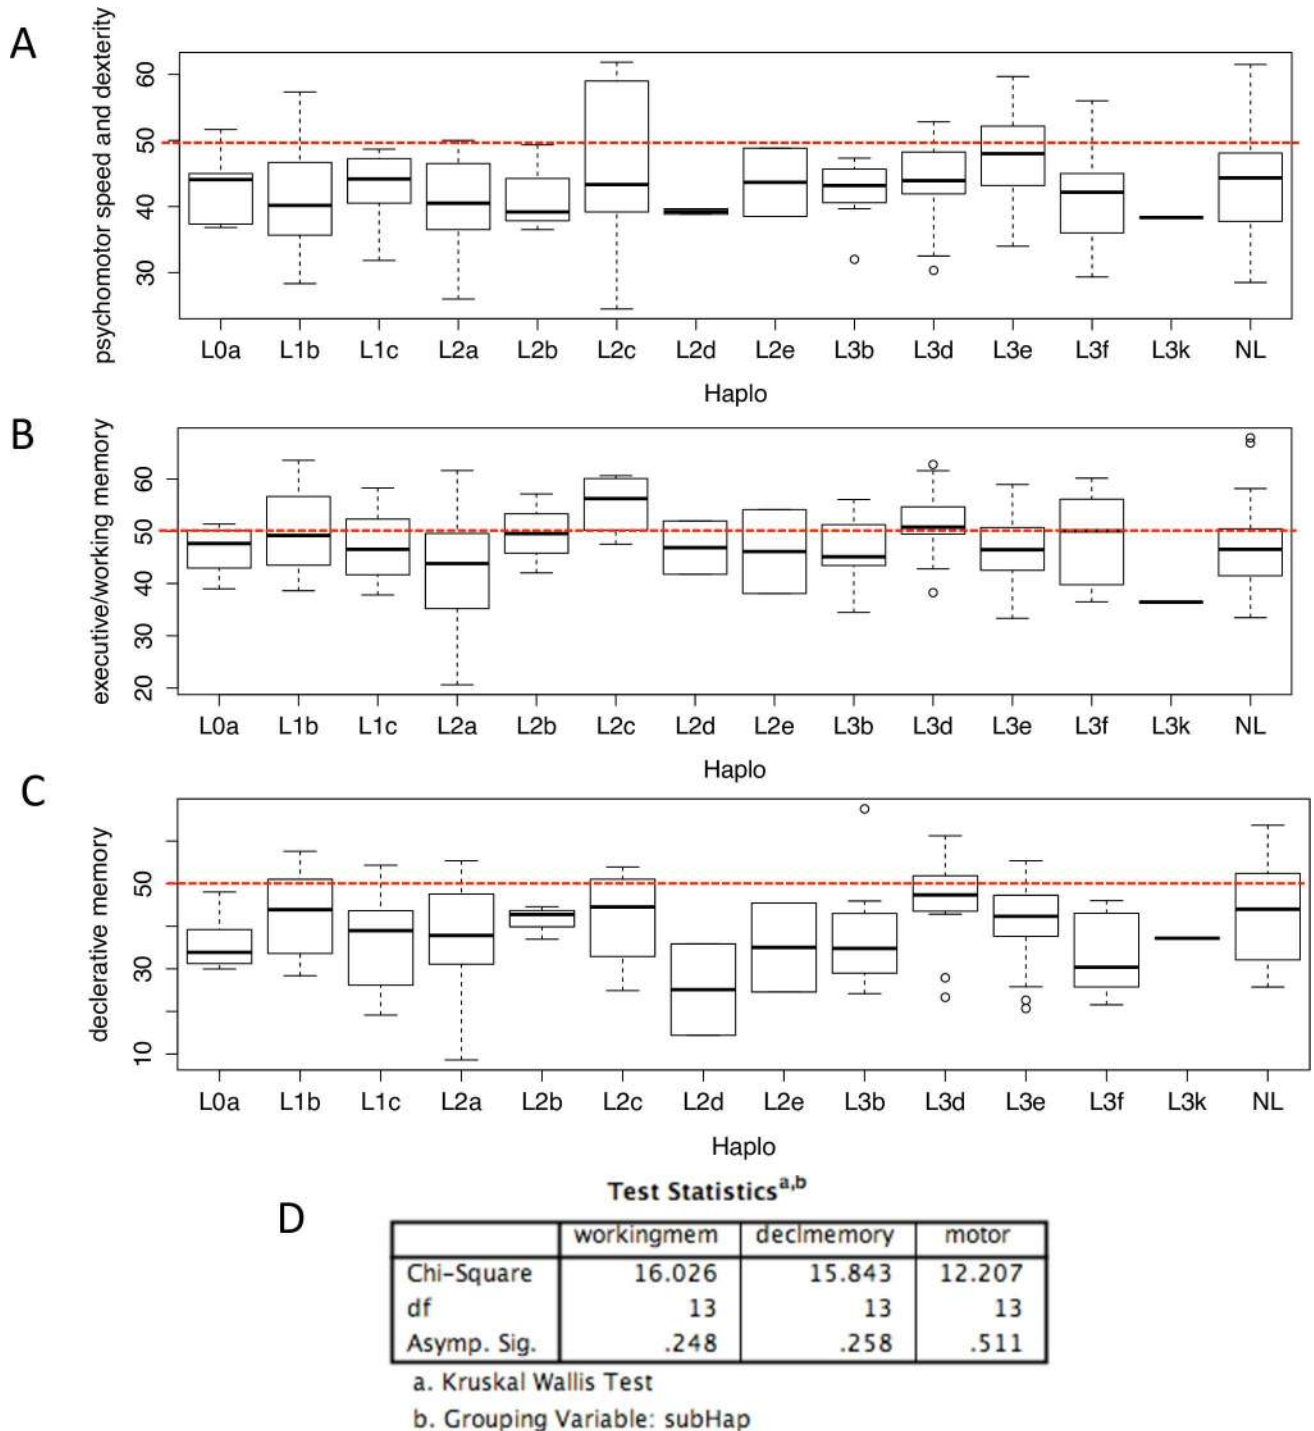 A
psychomotor speed and dexterity
60
50
40
30
L0a L1b L1c L2a L2b L2c L2d L2e L3b L3d L3e L3f L3k NL
Haplo
B
executive/working memory
60
50
40
30
20
L0a L1b L1c L2a L2b L2c L2d L2e L3b L3d L3e L3f L3k NL
Haplo
C
declerative memory
50
30
10
L0a L1b L1c L2a L2b L2c L2d L2e L3b L3d L3e L3f L3k NL
Haplo
D
Test Statistics a,b
workingmem declmemory motor
Chi-Square 16.026 15.843 12.207
df 13 13 13
Asymp. Sig. .248 .258 .511
a. Kruskal Wallis Test
b. Grouping Variable: subHap